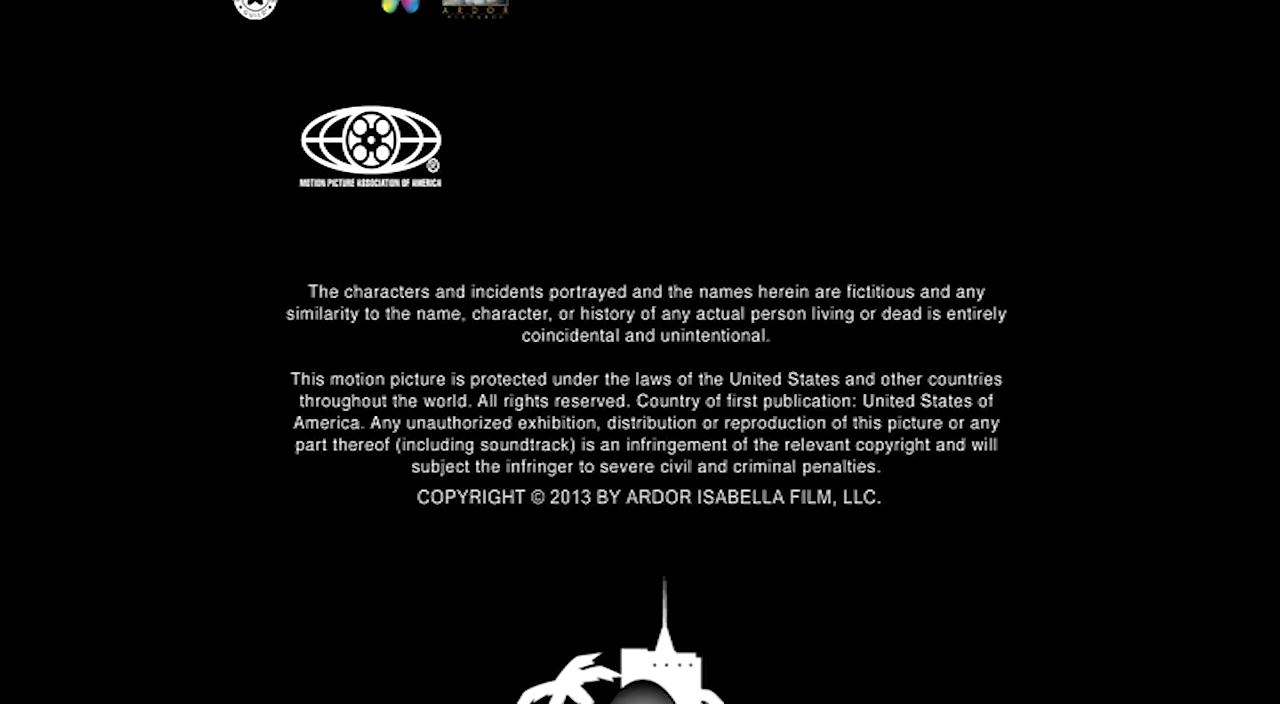 GUILD
ARDOR
PICTURES
MOTION PICTURE ASSOCIATION OF AMERICA
®
The characters and incidents portrayed and the names herein are fictitious and any
similarity to the name, character, or history of any actual person living or dead is entirely
coincidental and unintentional.
This motion picture is protected under the laws of the United States and other countries
throughout the world. All rights reserved. Country of first publication: United States of
America. Any unauthorized exhibition, distribution or reproduction of this picture or any
part thereof (including soundtrack) is an infringement of the relevant copyright and will
subject the infringer to severe civil and criminal penalties.
COPYRIGHT © 2013 BY ARDOR ISABELLA FILM, LLC.